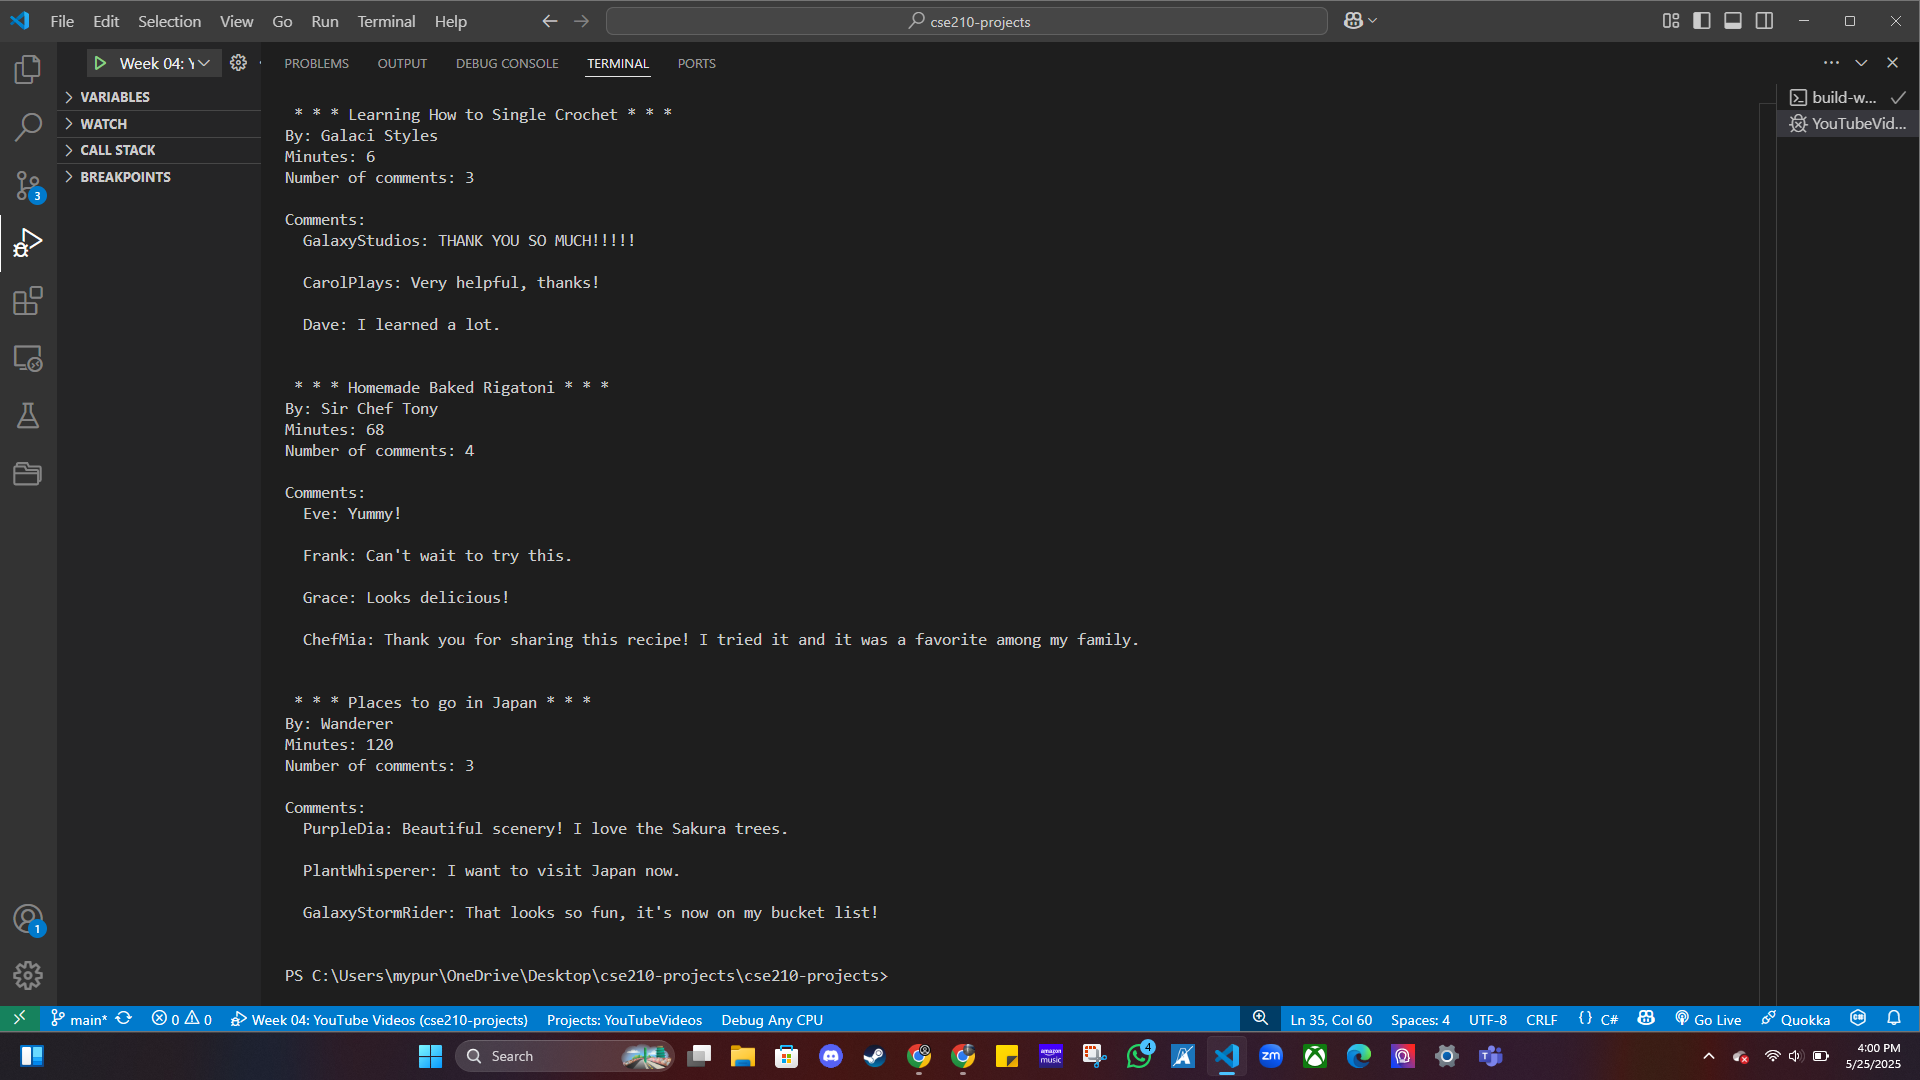 File Edit Selection View Go Run Terminal Help
cse210-projects
Week 04: Y
PROBLEMS OUTPUT DEBUG CONSOLE TERMINAL PORTS
VARIABLES
WATCH
CALL STACK
BREAKPOINTS
build-w...
YouTubeVid...
3
* * * Learning How to Single Crochet * * *
By: Galaci Styles
Minutes: 6
Number of comments: 3
Comments:
GalaxyStudios: THANK YOU SO MUCH!!!!!
CarolPlays: Very helpful, thanks!
Dave: I learned a lot.
* * * Homemade Baked Rigatoni * * *
By: Sir Chef Tony
Minutes: 68
Number of comments: 4
Comments:
Eve: Yummy!
Frank: Can't wait to try this.
Grace: Looks delicious!
ChefMia: Thank you for sharing this recipe! I tried it and it was a favorite among my family.
* * * Places to go in Japan * * *
By: Wanderer
Minutes: 120
Number of comments: 3
Comments:
PurpleDia: Beautiful scenery! I love the Sakura trees.
PlantWhisperer: I want to visit Japan now.
GalaxyStormRider: That looks so fun, it's now on my bucket list!
1
PS C:\Users\mypur\OneDrive\Desktop\cse210-projects\cse210-projects>
main* 0 0 Week 04: YouTube Videos (cse210-projects) Projects: YouTubeVideos Debug Any CPU Ln 35, Col 60 Spaces: 4 UTF-8 CRLF {} C# Go Live Quokka
Search
amazon music
4
zm
4:00 PM
5/25/2025